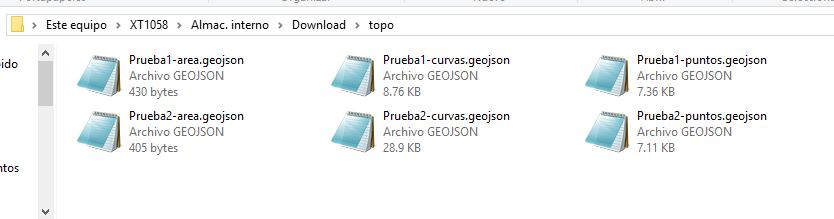 Este equipo > XT1058 > Almac. interno > Download > topo
Prueba1-area.geojson
Archivo GEOJSON
430 bytes
Prueba1-curvas.geojson
Archivo GEOJSON
8.76 KB
Prueba1-puntos.geojson
Archivo GEOJSON
7.36 KB
pido
Prueba2-area.geojson
Archivo GEOJSON
405 bytes
Prueba2-curvas.geojson
Archivo GEOJSON
28.9 KB
Prueba2-puntos.geojson
Archivo GEOJSON
7.11 KB
ntos